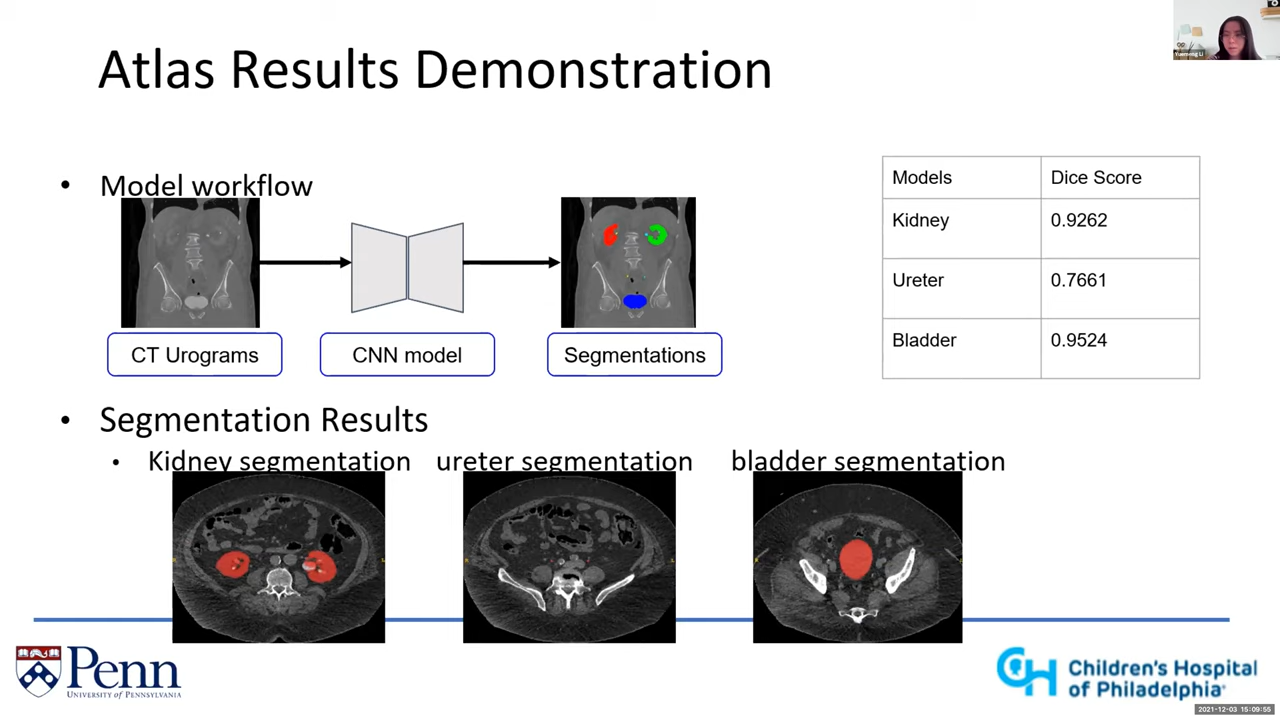 Atlas Results Demonstration
Yuemeng Li
• Model workflow
CT Urograms
CNN model
Segmentations
Models Dice Score
Kidney 0.9262
Ureter 0.7661
Bladder 0.9524
• Segmentation Results
• Kidney segmentation ureter segmentation bladder segmentation
Penn
UNIVERSITY of PENNSYLVANIA
Children's Hospital
of Philadelphia
2021-12-03 15:09:55